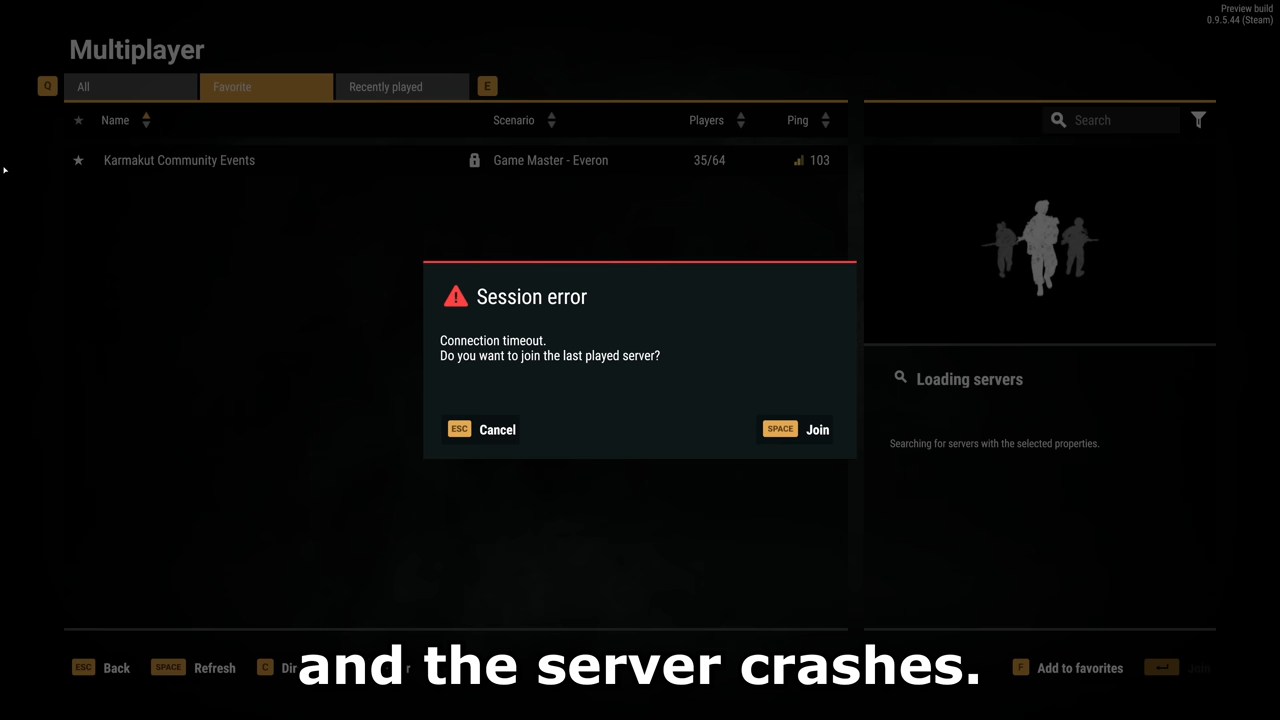 Preview build
0.9.5.44 (Steam)
Multiplayer
Q All Favorite Recently played E
Name Scenario Players Ping Search
Karmakut Community Events Game Master - Everon 35/64 103
Session error
Connection timeout.
Do you want to join the last played server?
ESC Cancel SPACE Join
Loading servers
Searching for servers with the selected properties.
ESC Back SPACE Refresh C Dir r F Add to favorites Join
and the server crashes.